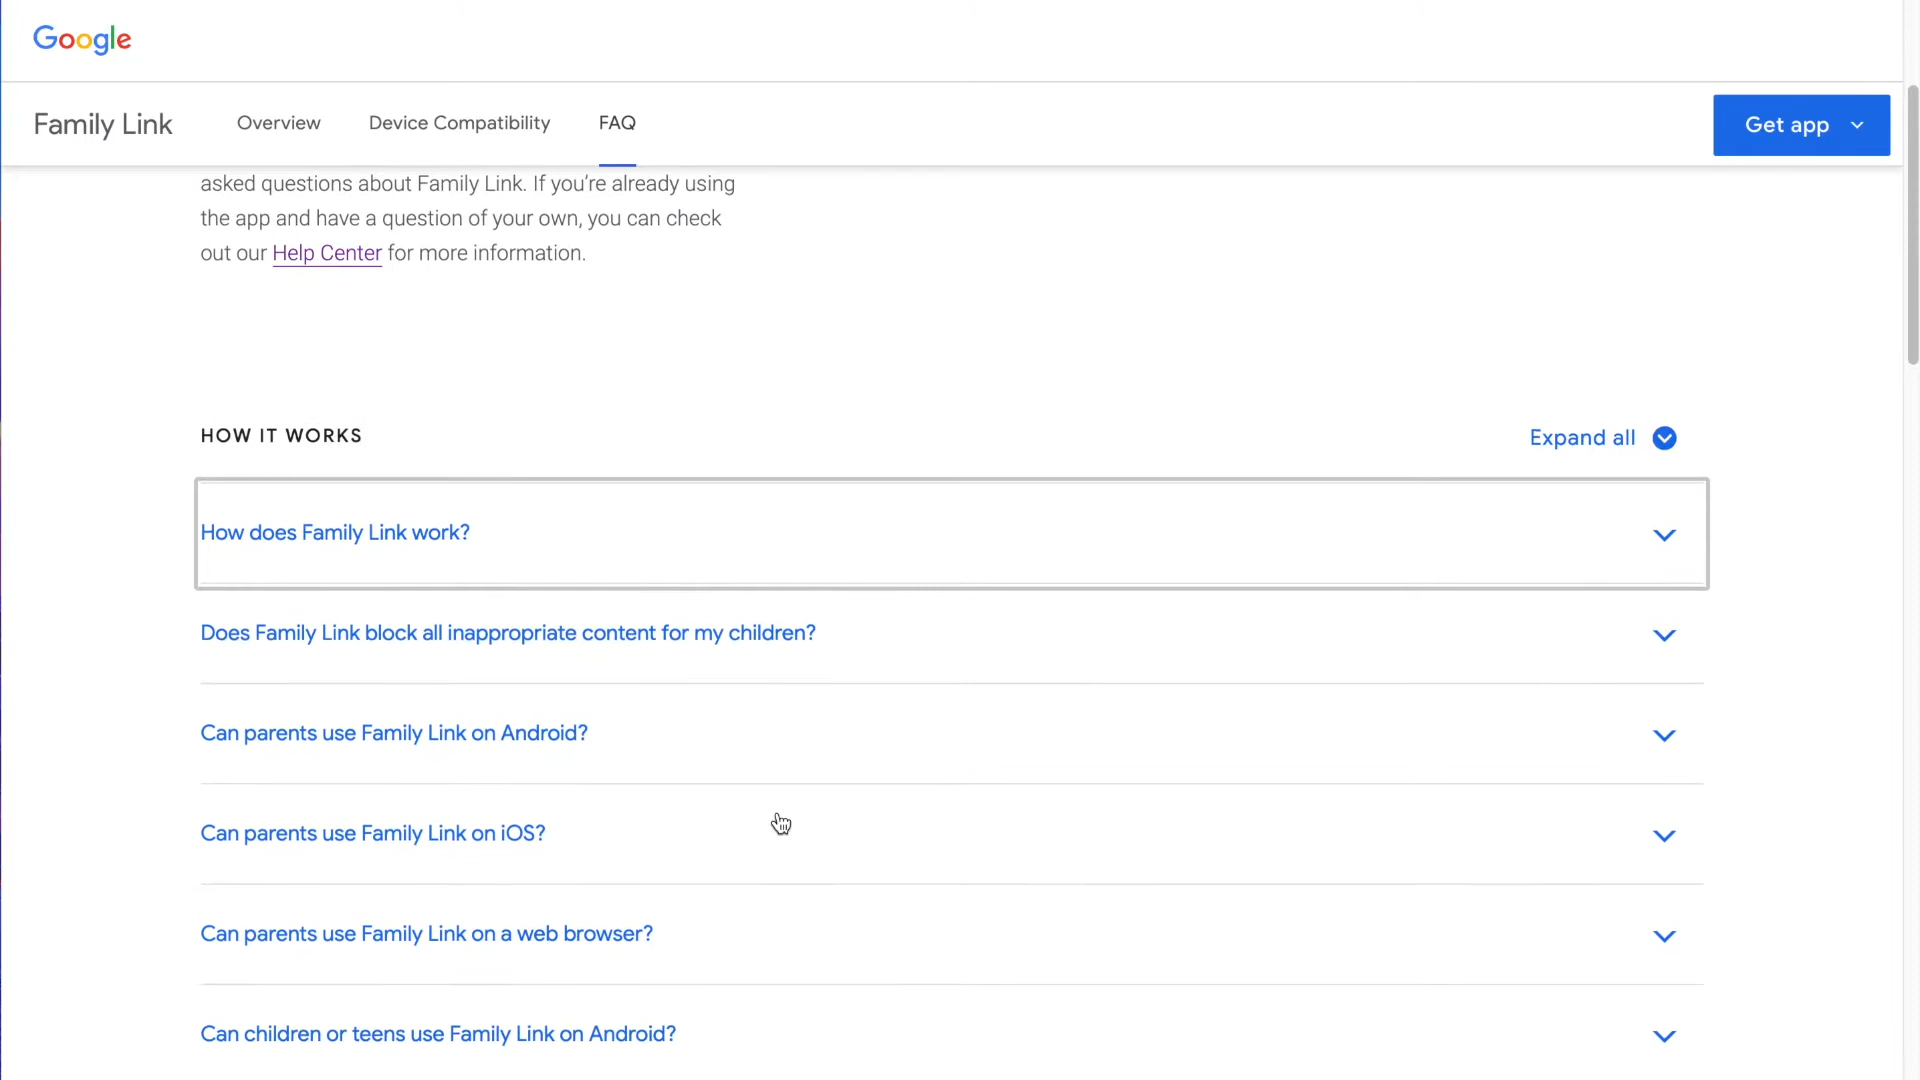 Google
Family Link
Overview
Device Compatibility
FAQ
Get app
asked questions about Family Link. If you’re already using
the app and have a question of your own, you can check
out our Help Center for more information.
HOW IT WORKS
Expand all
How does Family Link work?
Does Family Link block all inappropriate content for my children?
Can parents use Family Link on Android?
Can parents use Family Link on iOS?
Can parents use Family Link on a web browser?
Can children or teens use Family Link on Android?